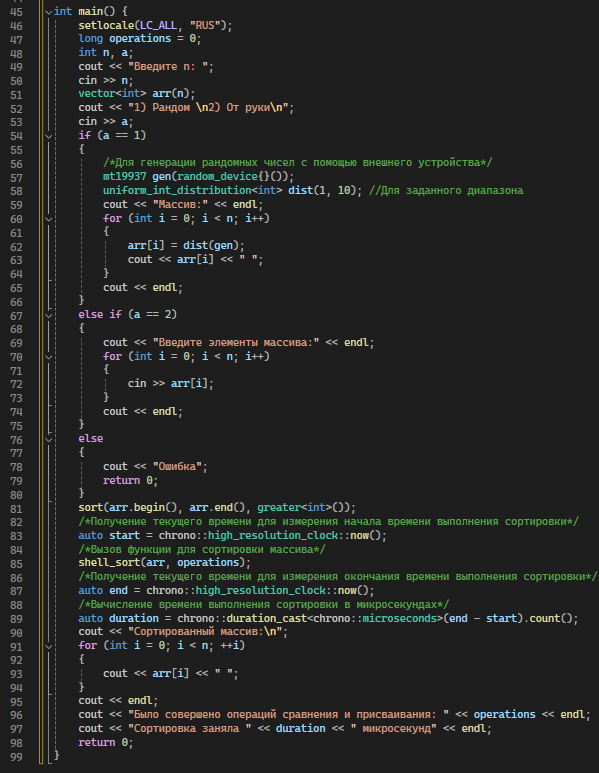 45 int main() {
46 setlocale(LC_ALL, "RUS");
47 long operations = 0;
48 int n, a;
49 cout << "Введите n: ";
50 cin >> n;
51 vector<int> arr(n);
52 cout << "1) Рандом \n2) От руки\n";
53 cin >> a;
54 if (a == 1)
55 {
56 /*Для генерации рандомных чисел с помощью внешнего устройства*/
57 mt19937 gen(random_device{}());
58 uniform_int_distribution<int> dist(1, 10); //Для заданного диапазона
59 cout << "Массив:" << endl;
60 for (int i = 0; i < n; i++)
61 {
62 arr[i] = dist(gen);
63 cout << arr[i] << " ";
64 }
65 cout << endl;
66 }
67 else if (a == 2)
68 {
69 cout << "Введите элементы массива:" << endl;
70 for (int i = 0; i < n; i++)
71 {
72 cin >> arr[i];
73 }
74 cout << endl;
75 }
76 else
77 {
78 cout << "Ошибка";
79 return 0;
80 }
81 sort(arr.begin(), arr.end(), greater<int>());
82 /*Получение текущего времени для измерения начала времени выполнения сортировки*/
83 auto start = chrono::high_resolution_clock::now();
84 /*Вызов функции для сортировки массива*/
85 shell_sort(arr, operations);
86 /*Получение текущего времени для измерения окончания времени выполнения сортировки*/
87 auto end = chrono::high_resolution_clock::now();
88 /*Вычисление времени выполнения сортировки в микросекундах*/
89 auto duration = chrono::duration_cast<chrono::microseconds>(end - start).count();
90 cout << "Сортированный массив:\n";
91 for (int i = 0; i < n; ++i)
92 {
93 cout << arr[i] << " ";
94 }
95 cout << endl;
96 cout << "Было совершено операций сравнения и присваивания: " << operations << endl;
97 cout << "Сортировка заняла " << duration << " микросекунд" << endl;
98 return 0;
99 }